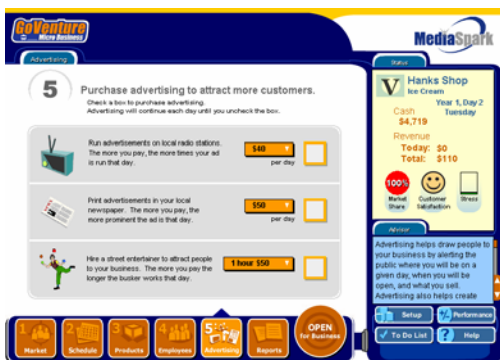 GoVenture
Micro Business
MediaSpark
Advertising
5
Purchase advertising to attract more customers.
Check a box to purchase advertising.
Advertising will continue each day until you uncheck the box.
Run advertisements on local radio stations.
The more you pay, the more times your ad
is run that day.
$40
per day
Print advertisements in your local
newspaper. The more you pay, the
more prominent the ad is that day.
$50
per day
Hire a street entertainer to attract people
to your business. The more you pay the
longer the busker works that day.
1 hour $50
Status
V
Hanks Shop
Ice Cream
Year 1, Day 2
Tuesday
Cash
$4,719
Revenue
Today: $0
Total: $110
100%
Market
Share
Customer
Satisfaction
Stress
Advisor
Advertising helps draw people to
your business by alerting the
public where you will be on a
given day, when you will be
open, and what you sell.
Advertising also helps create
Setup
Performance
To Do List
? Help
1
Market
2
Schedule
3
Products
4
Employees
5
Advertising
Reports
OPEN
for Business